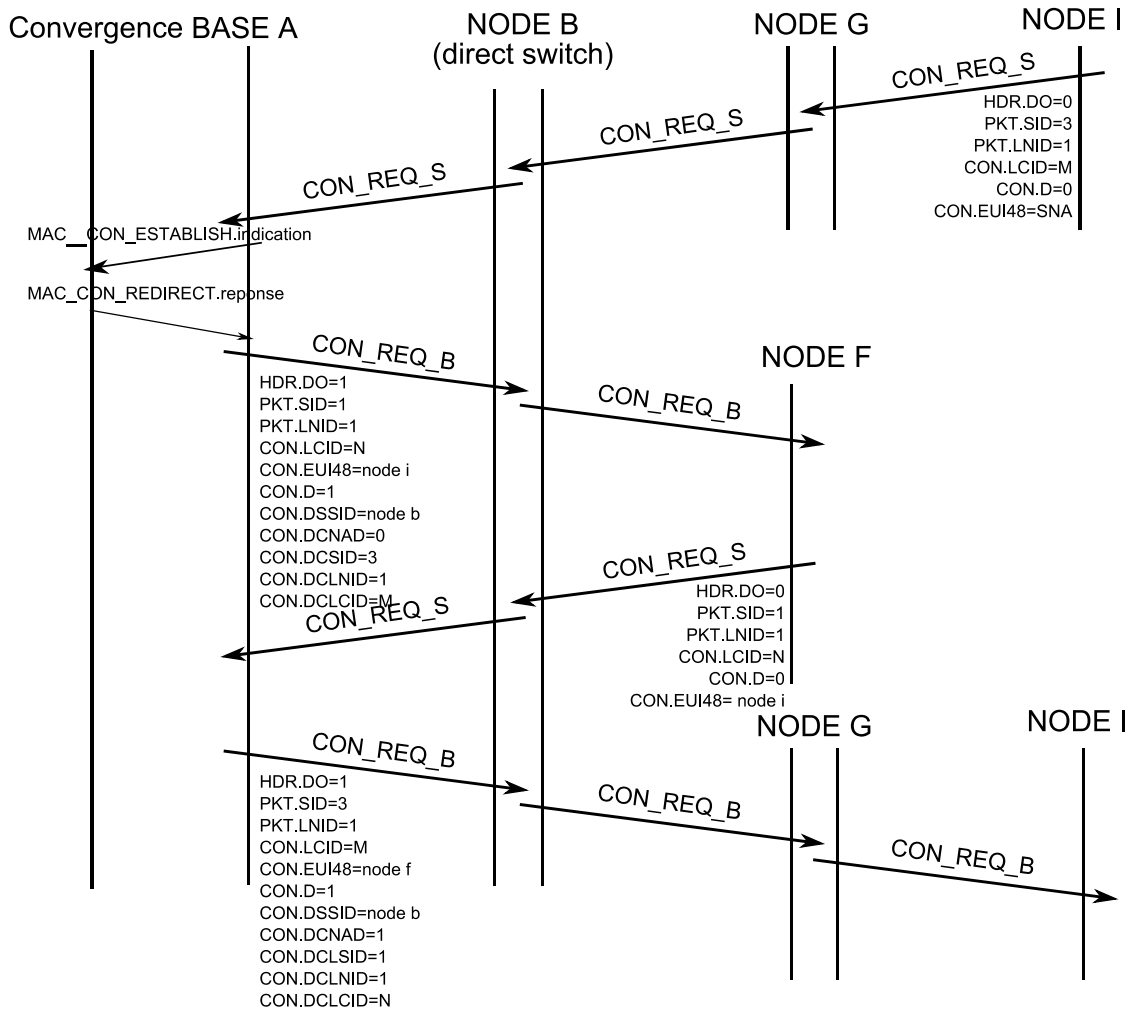 Convergence BASE A
NODE B
(direct switch)
NODE G
NODE I
CON_REQ_S
HDR.DO=0
PKT.SID=3
PKT.LNID=1
CON.LCID=M
CON.D=0
CON.EUI48=SNA
CON_REQ_S
CON_REQ_S
MAC__CON_ESTABLISH.indication
MAC_CON_REDIRECT.reponse
CON_REQ_B
HDR.DO=1
PKT.SID=1
PKT.LNID=1
CON.LCID=N
CON.EUI48=node i
CON.D=1
CON.DSSID=node b
CON.DCNAD=0
CON.DCSID=3
CON.DCLNID=1
CON.DCLCID=M
NODE F
CON_REQ_B
CON_REQ_S
HDR.DO=0
PKT.SID=1
PKT.LNID=1
CON.LCID=N
CON.D=0
CON.EUI48= node i
CON_REQ_S
NODE G
NODE I
CON_REQ_B
HDR.DO=1
PKT.SID=3
PKT.LNID=1
CON.LCID=M
CON.EUI48=node f
CON.D=1
CON.DSSID=node b
CON.DCNAD=1
CON.DCLSID=1
CON.DCLNID=1
CON.DCLCID=N
CON_REQ_B
CON_REQ_B